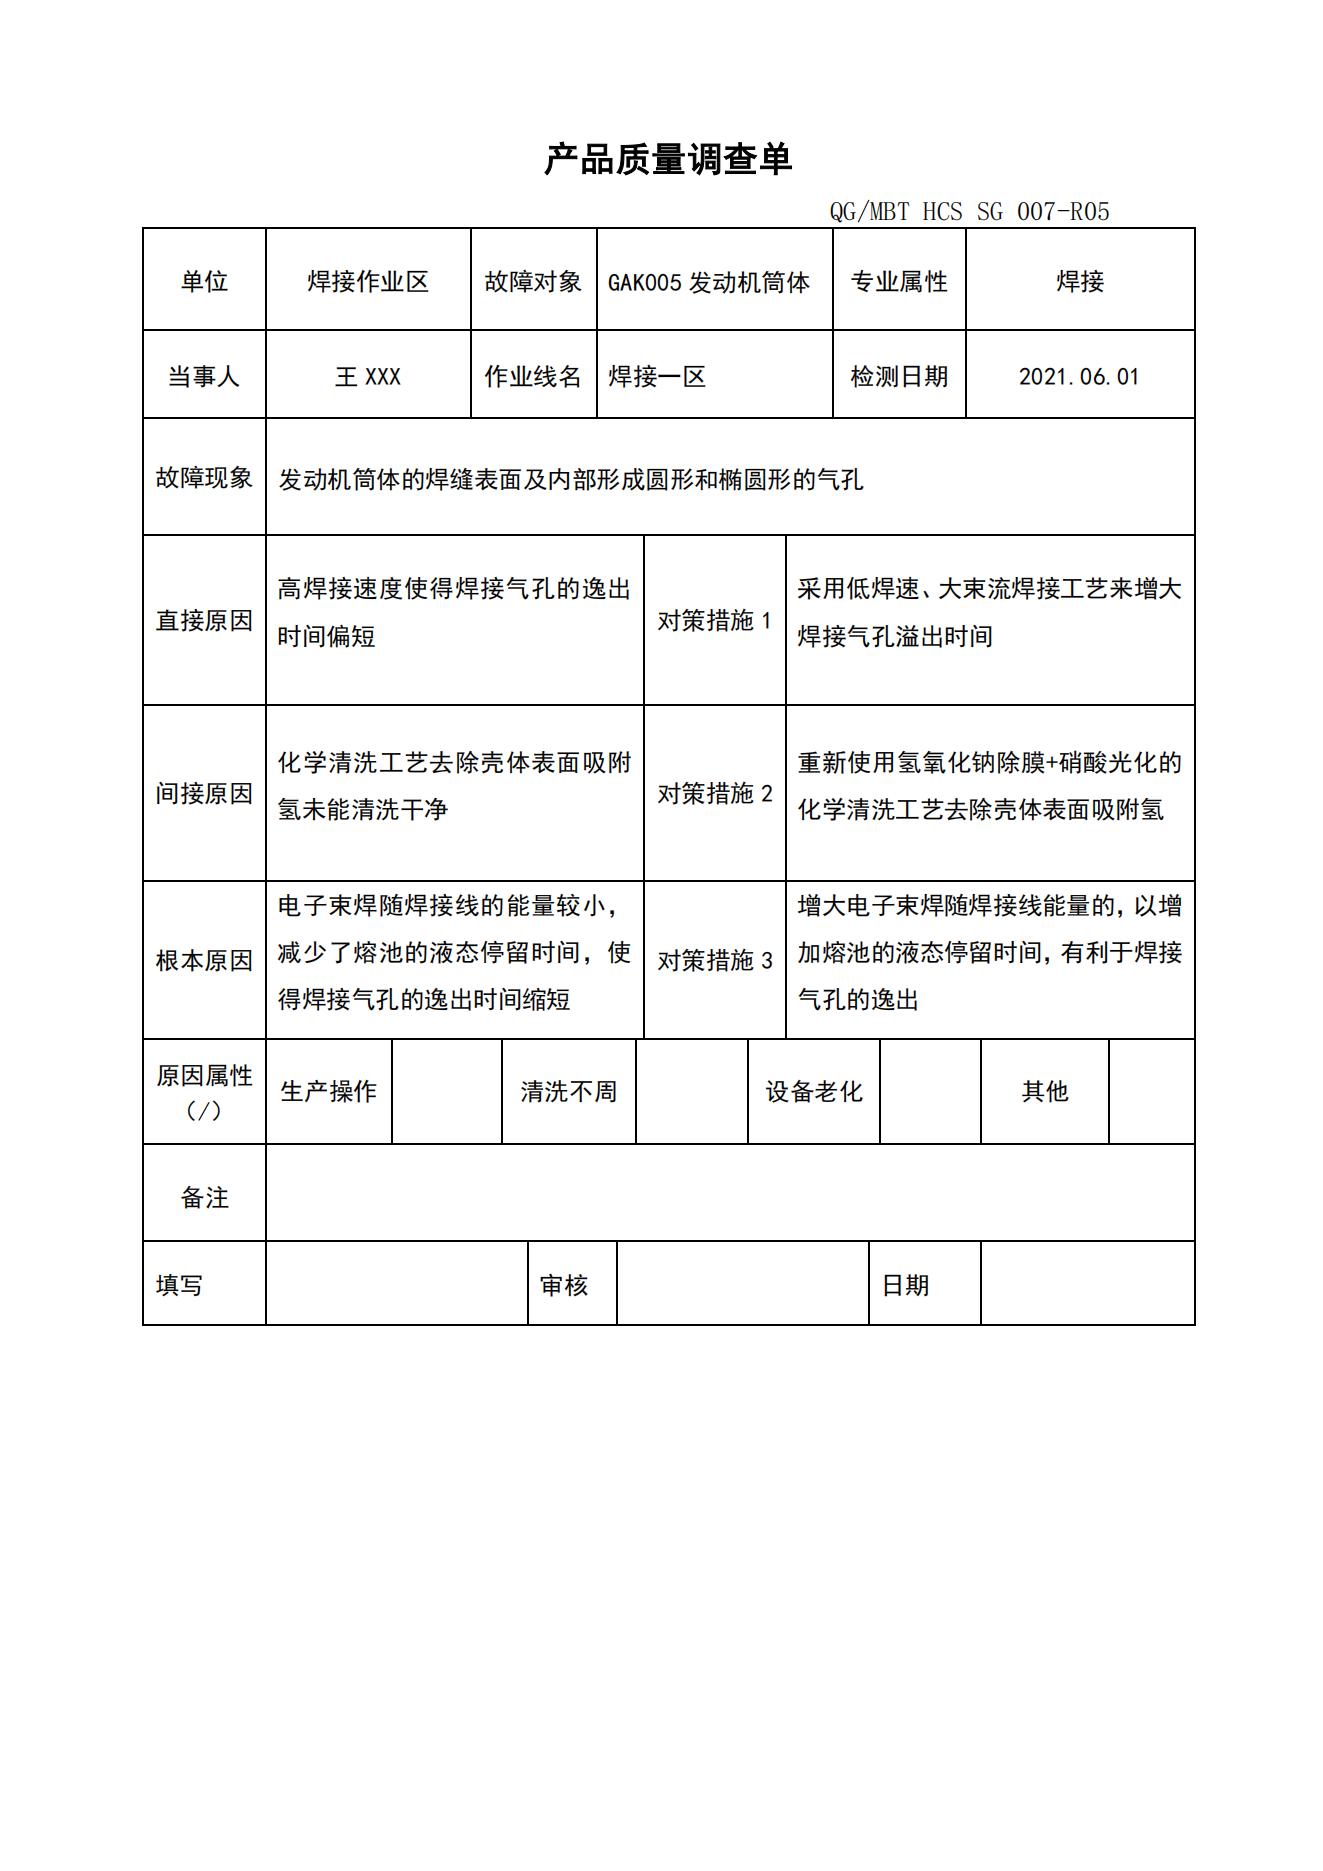 产品质量调查单
QG/MBT HCS SG 007-R05
单位 焊接作业区 故障对象 GAK005 发动机筒体 专业属性 焊接
当事人 王 XXX 作业线名 焊接一区 检测日期 2021.06.01
故障现象 发动机筒体的焊缝表面及内部形成圆形和椭圆形的气孔
直接原因
高焊接速度使得焊接气孔的逸出
时间偏短
对策措施 1
采用低焊速、大束流焊接工艺来增大
焊接气孔溢出时间
间接原因
化学清洗工艺去除壳体表面吸附
氢未能清洗干净
对策措施 2
重新使用氢氧化钠除膜+硝酸光化的
化学清洗工艺去除壳体表面吸附氢
根本原因
电子束焊随焊接线的能量较小，
减少了熔池的液态停留时间，使
得焊接气孔的逸出时间缩短
对策措施 3
增大电子束焊随焊接线能量的，以增
加熔池的液态停留时间，有利于焊接
气孔的逸出
原因属性
（/）
生产操作 清洗不周 设备老化 其他
备注
填写 审核 日期